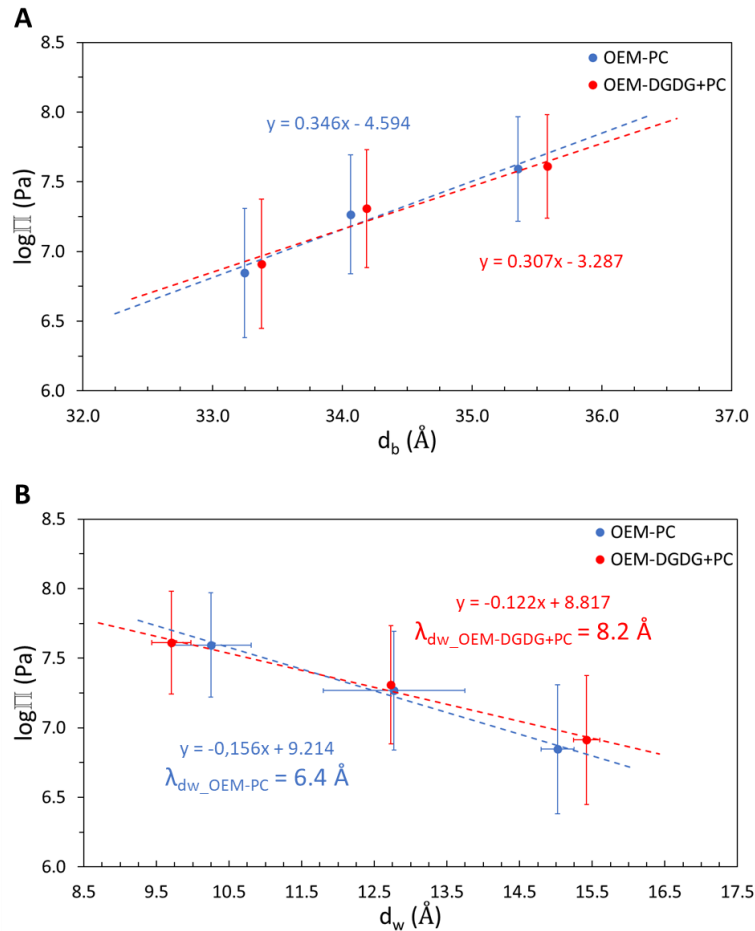 A
8.5
8.0
7.5
7.0
6.5
6.0
logΠ (Pa)
OEM-PC
OEM-DGDG+PC
y = 0.346x - 4.594
y = 0.307x - 3.287
32.0 33.0 34.0 35.0 36.0 37.0
d_b (Å)
B
8.5
8.0
7.5
7.0
6.5
6.0
logΠ (Pa)
OEM-PC
OEM-DGDG+PC
y = -0.122x + 8.817
λ_dw_OEM-DGDG+PC = 8.2 Å
y = -0,156x + 9.214
λ_dw_OEM-PC = 6.4 Å
8.5 9.5 10.5 11.5 12.5 13.5 14.5 15.5 16.5 17.5
d_w (Å)